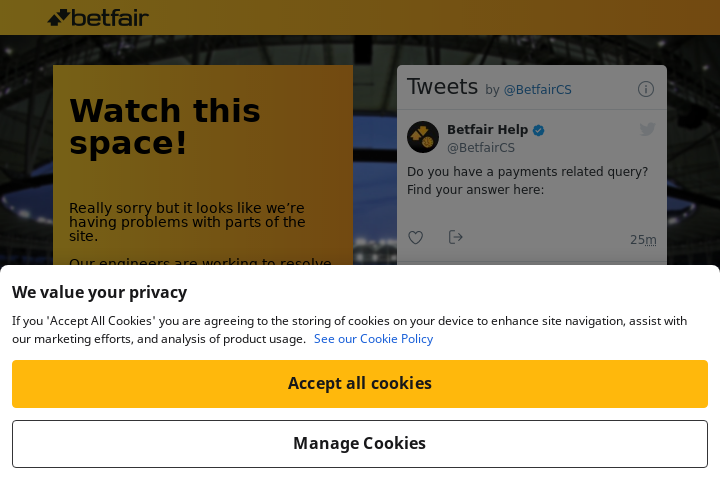 betfair
Watch this
space!
Really sorry but it looks like we're
having problems with parts of the
site.
Our engineers are working to resolve
Tweets by @BetfairCS
Betfair Help
@BetfairCS
Do you have a payments related query?
Find your answer here:
25m
We value your privacy
If you 'Accept All Cookies' you are agreeing to the storing of cookies on your device to enhance site navigation, assist with
our marketing efforts, and analysis of product usage. See our Cookie Policy
Accept all cookies
Manage Cookies